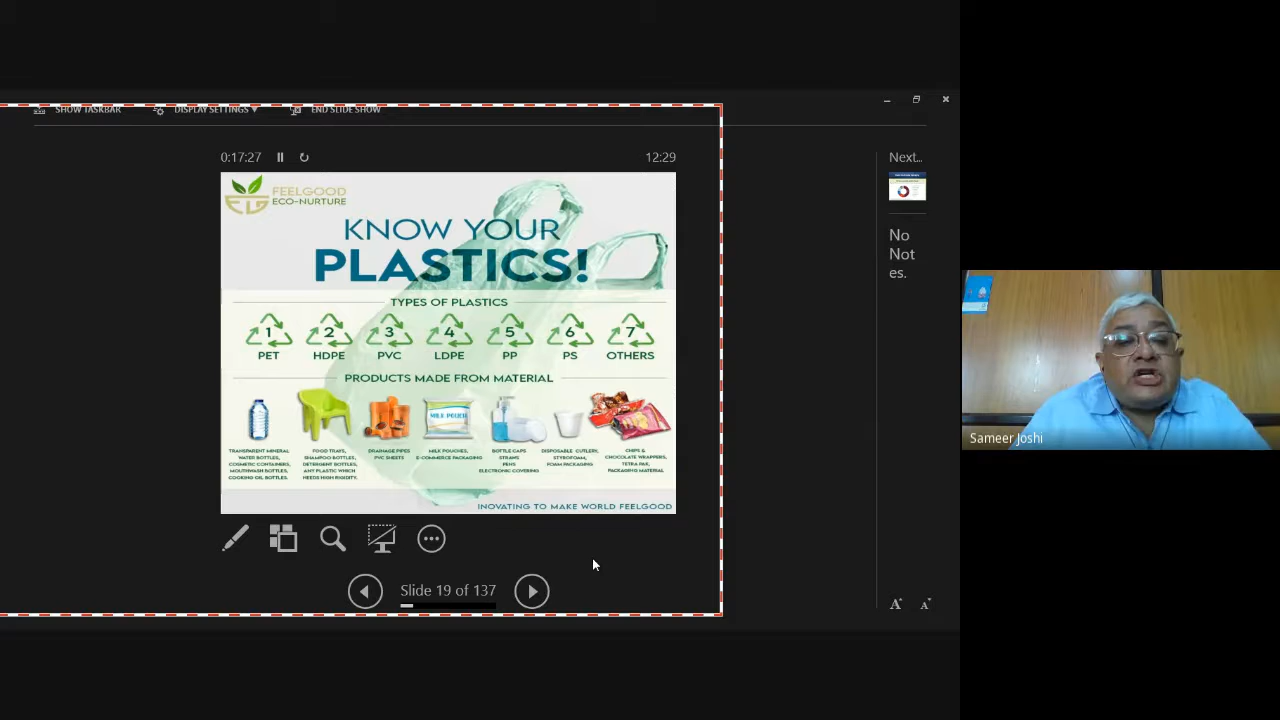 SHOW TASKBAR
DISPLAY SETTINGS
END SLIDE SHOW
0:17:27
12:29
Next...
FEELGOOD
ECO-NURTURE
KNOW YOUR
PLASTICS!
TYPES OF PLASTICS
1 2 3 4 5 6 7
PET HDPE PVC LDPE PP PS OTHERS
PRODUCTS MADE FROM MATERIAL
MILK POUCH
TRANSPARENT MINERAL
WATER BOTTLES,
COSMETIC CONTAINERS,
MOUTHWASH BOTTLES,
COOKING OIL BOTTLES.
FOOD TRAYS,
SHAMPOO BOTTLES,
DETERGENT BOTTLES,
ANY PLASTIC WHICH
NEEDS HIGH RIGIDITY.
DRAINAGE PIPES
PVC SHEETS
MILK POUCHES,
E-COMMERCE PACKAGING
BOTTLE CAPS
STRAWS
PENS
ELECTRONIC COVERING
DISPOSABLE CUTLERY,
STYROFOAM,
FOAM PACKAGING
CHIPS &
CHOCOLATE WRAPPERS,
TETRA PAK,
PACKAGING MATERIAL
INOVATING TO MAKE WORLD FEELGOOD
No
Not
es.
Slide 19 of 137
Sameer Joshi